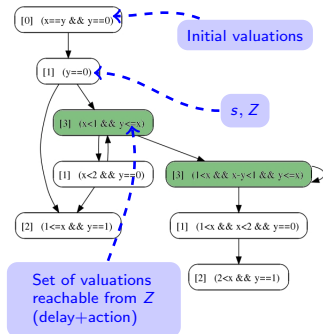 [0] (x==y && y==0)
Initial valuations
[1] (y==0)
s, Z
[3] (x<1 && y<=x)
[1] (x<2 && y==0)
[3] (1<x && x-y<1 && y<=x)
[2] (1<=x && y==1)
[1] (1<x && x<2 && y==0)
[2] (2<x && y==1)
Set of valuations
reachable from Z
(delay+action)